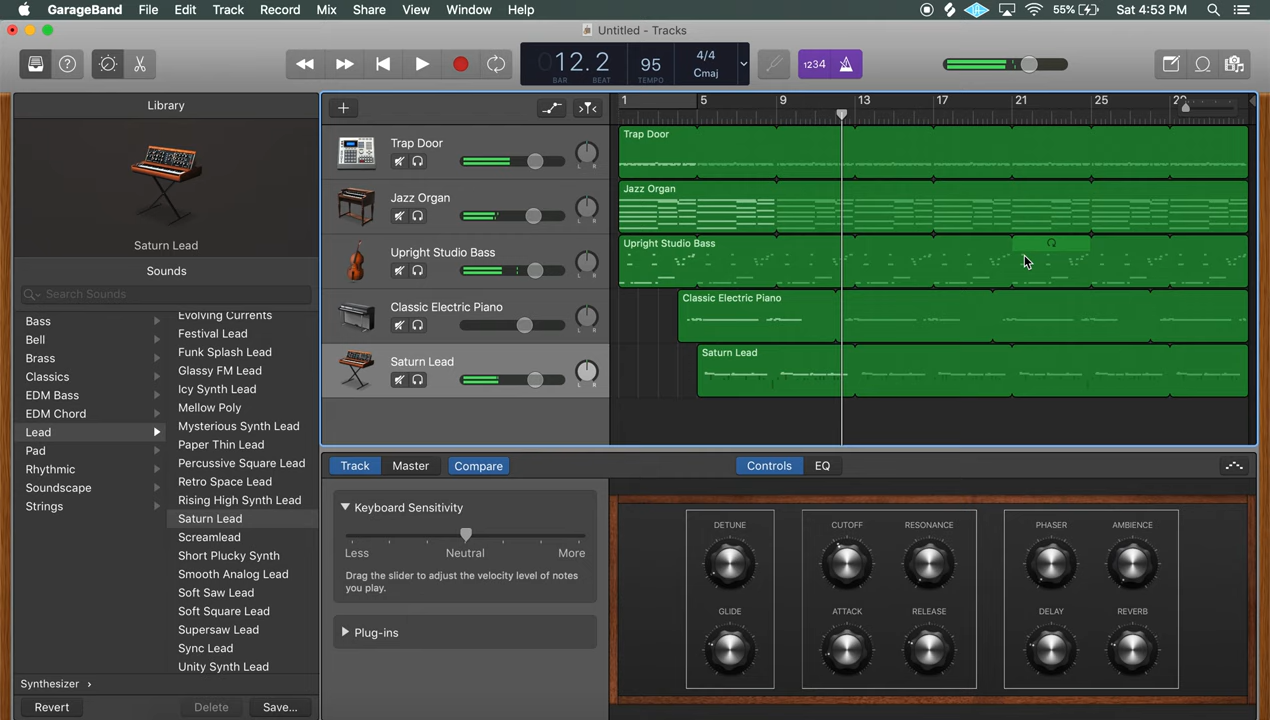 GarageBand File Edit Track Record Mix Share View Window Help 55% Sat 4:53 PM
Untitled - Tracks
12.2 BAR BEAT 95 TEMPO 4/4 Cmaj 1234
Library
Saturn Lead
Sounds
Search Sounds
Bass
Bell
Brass
Classics
EDM Bass
EDM Chord
Lead
Pad
Rhythmic
Soundscape
Strings
Evolving Currents
Festival Lead
Funk Splash Lead
Glassy FM Lead
Icy Synth Lead
Mellow Poly
Mysterious Synth Lead
Paper Thin Lead
Percussive Square Lead
Retro Space Lead
Rising High Synth Lead
Saturn Lead
Screamlead
Short Plucky Synth
Smooth Analog Lead
Soft Saw Lead
Soft Square Lead
Supersaw Lead
Sync Lead
Unity Synth Lead
Synthesizer
Revert Delete Save...
1 5 9 13 17 21 25
Trap Door
L R
Jazz Organ
L R
Upright Studio Bass
L R
Classic Electric Piano
L R
Saturn Lead
L R
Trap Door
Jazz Organ
Upright Studio Bass
Classic Electric Piano
Saturn Lead
Track Master Compare Controls EQ
Keyboard Sensitivity
Less Neutral More
Drag the slider to adjust the velocity level of notes
you play.
Plug-ins
DETUNE CUTOFF RESONANCE PHASER AMBIENCE
GLIDE ATTACK RELEASE DELAY REVERB